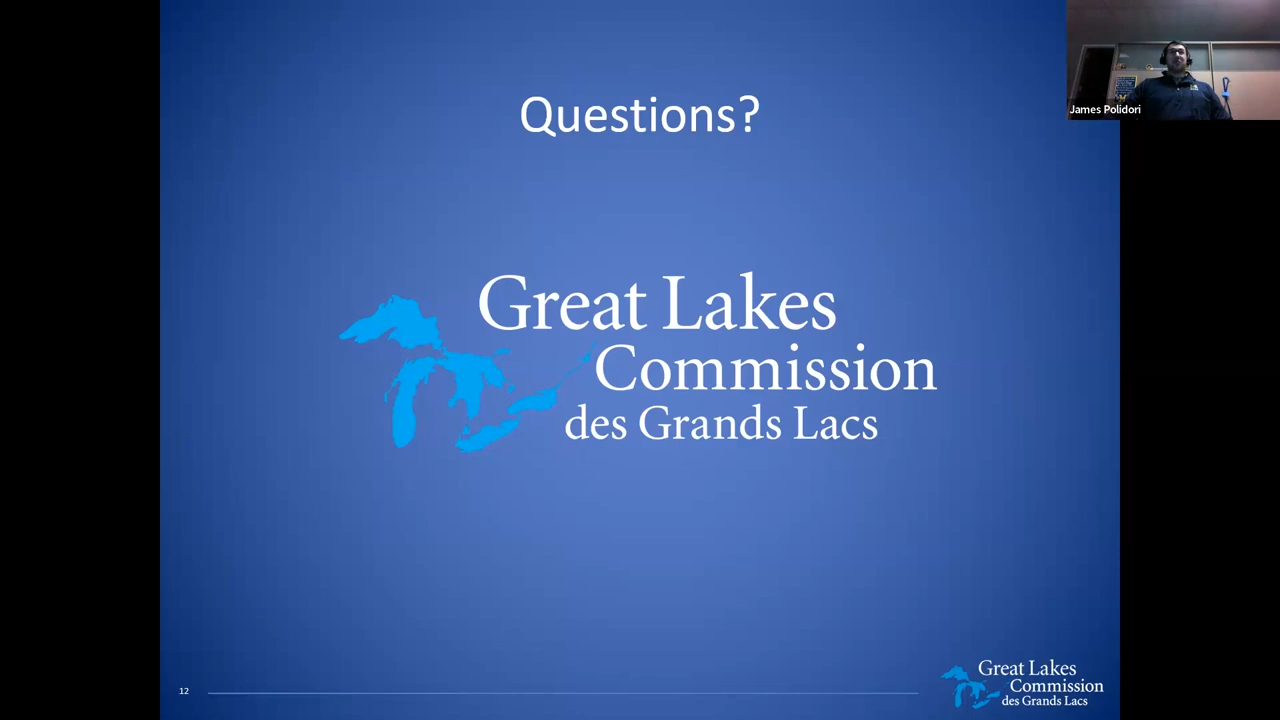 Questions?
James Polidori
Great Lakes
Commission
des Grands Lacs
12
Great Lakes
Commission
des Grands Lacs